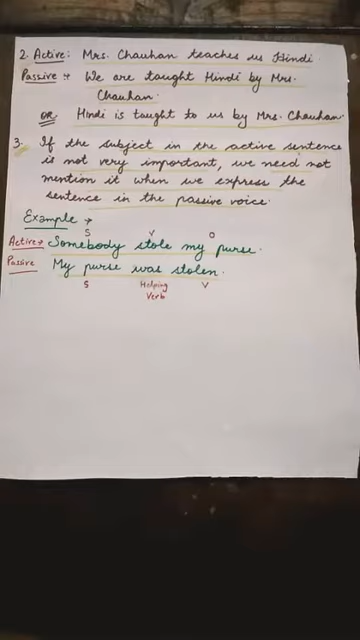 2. Active: Mrs. Chauhan teaches us Hindi.
Passive :- We are taught Hindi by Mrs.
Chauhan.
OR Hindi is taught to us by Mrs. Chauhan.
3. If the subject in the active sentence
is not very important, we need not
mention it when we express the
sentence in the passive voice.
Example →
S V O
Active → Somebody stole my purse.
Passive My purse was stolen.
S Helping V
Verb